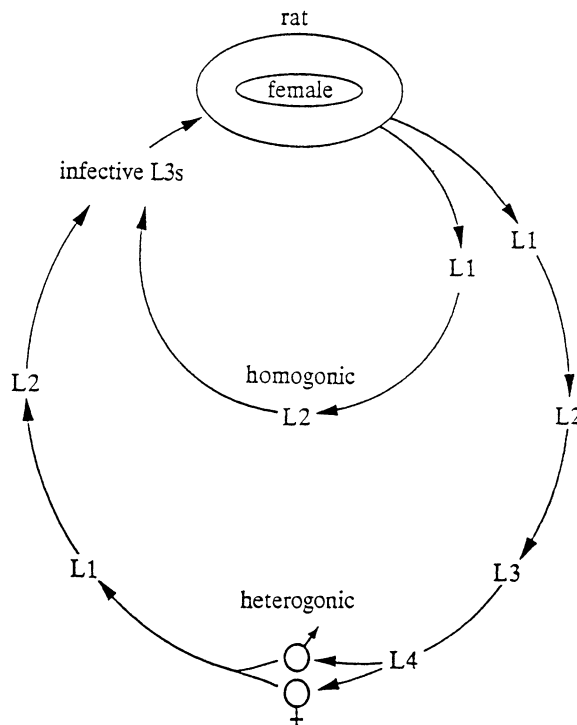 rat
female
infective L3s
L1
L1
homogonic
L2
L2
L2
L1
L3
heterogonic
L4